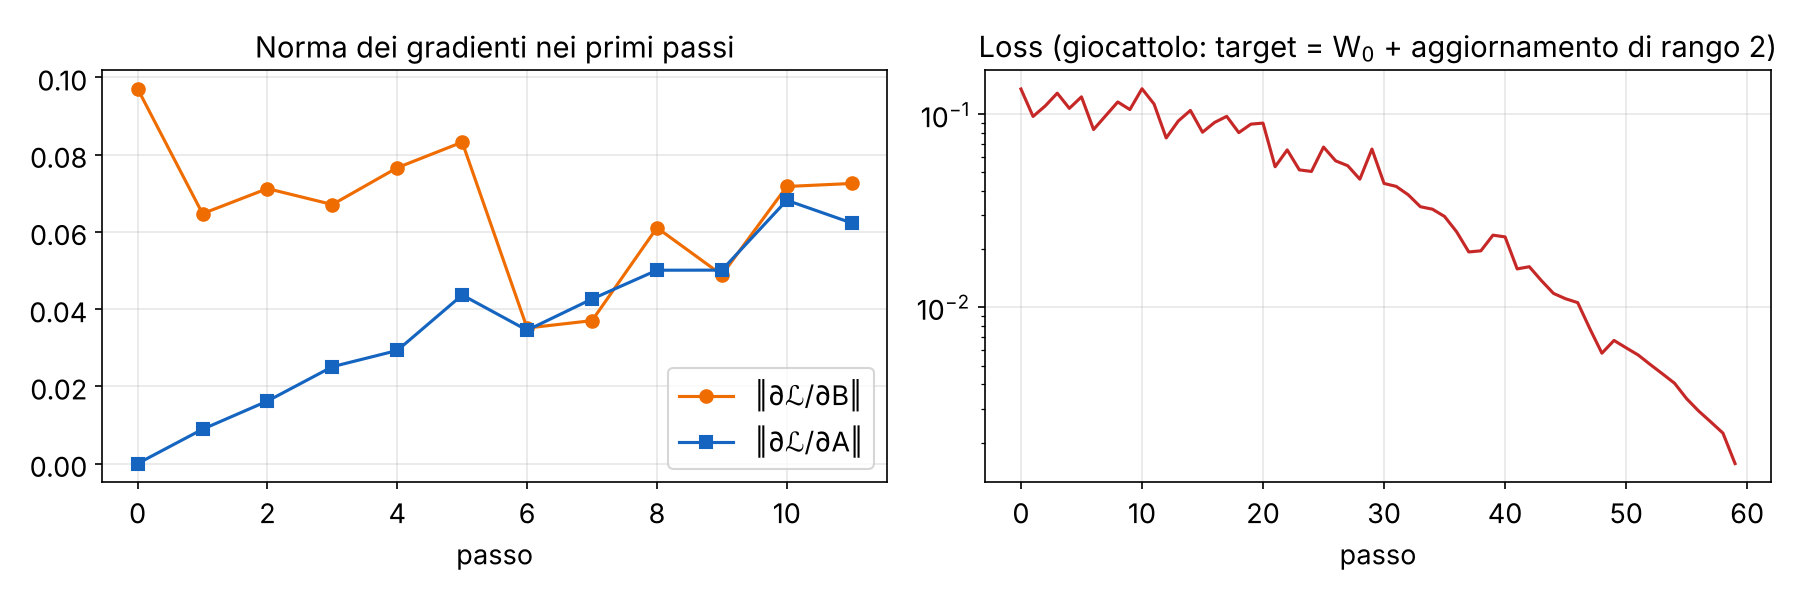 Norma dei gradienti nei primi passi
0.10
0.08
0.06
0.04
0.02
0.00
0 2 4 6 8 10
passo
‖∂ℒ/∂B‖
‖∂ℒ/∂A‖
Loss (giocattolo: target = W₀ + aggiornamento di rango 2)
10⁻¹
10⁻²
0 10 20 30 40 50 60
passo